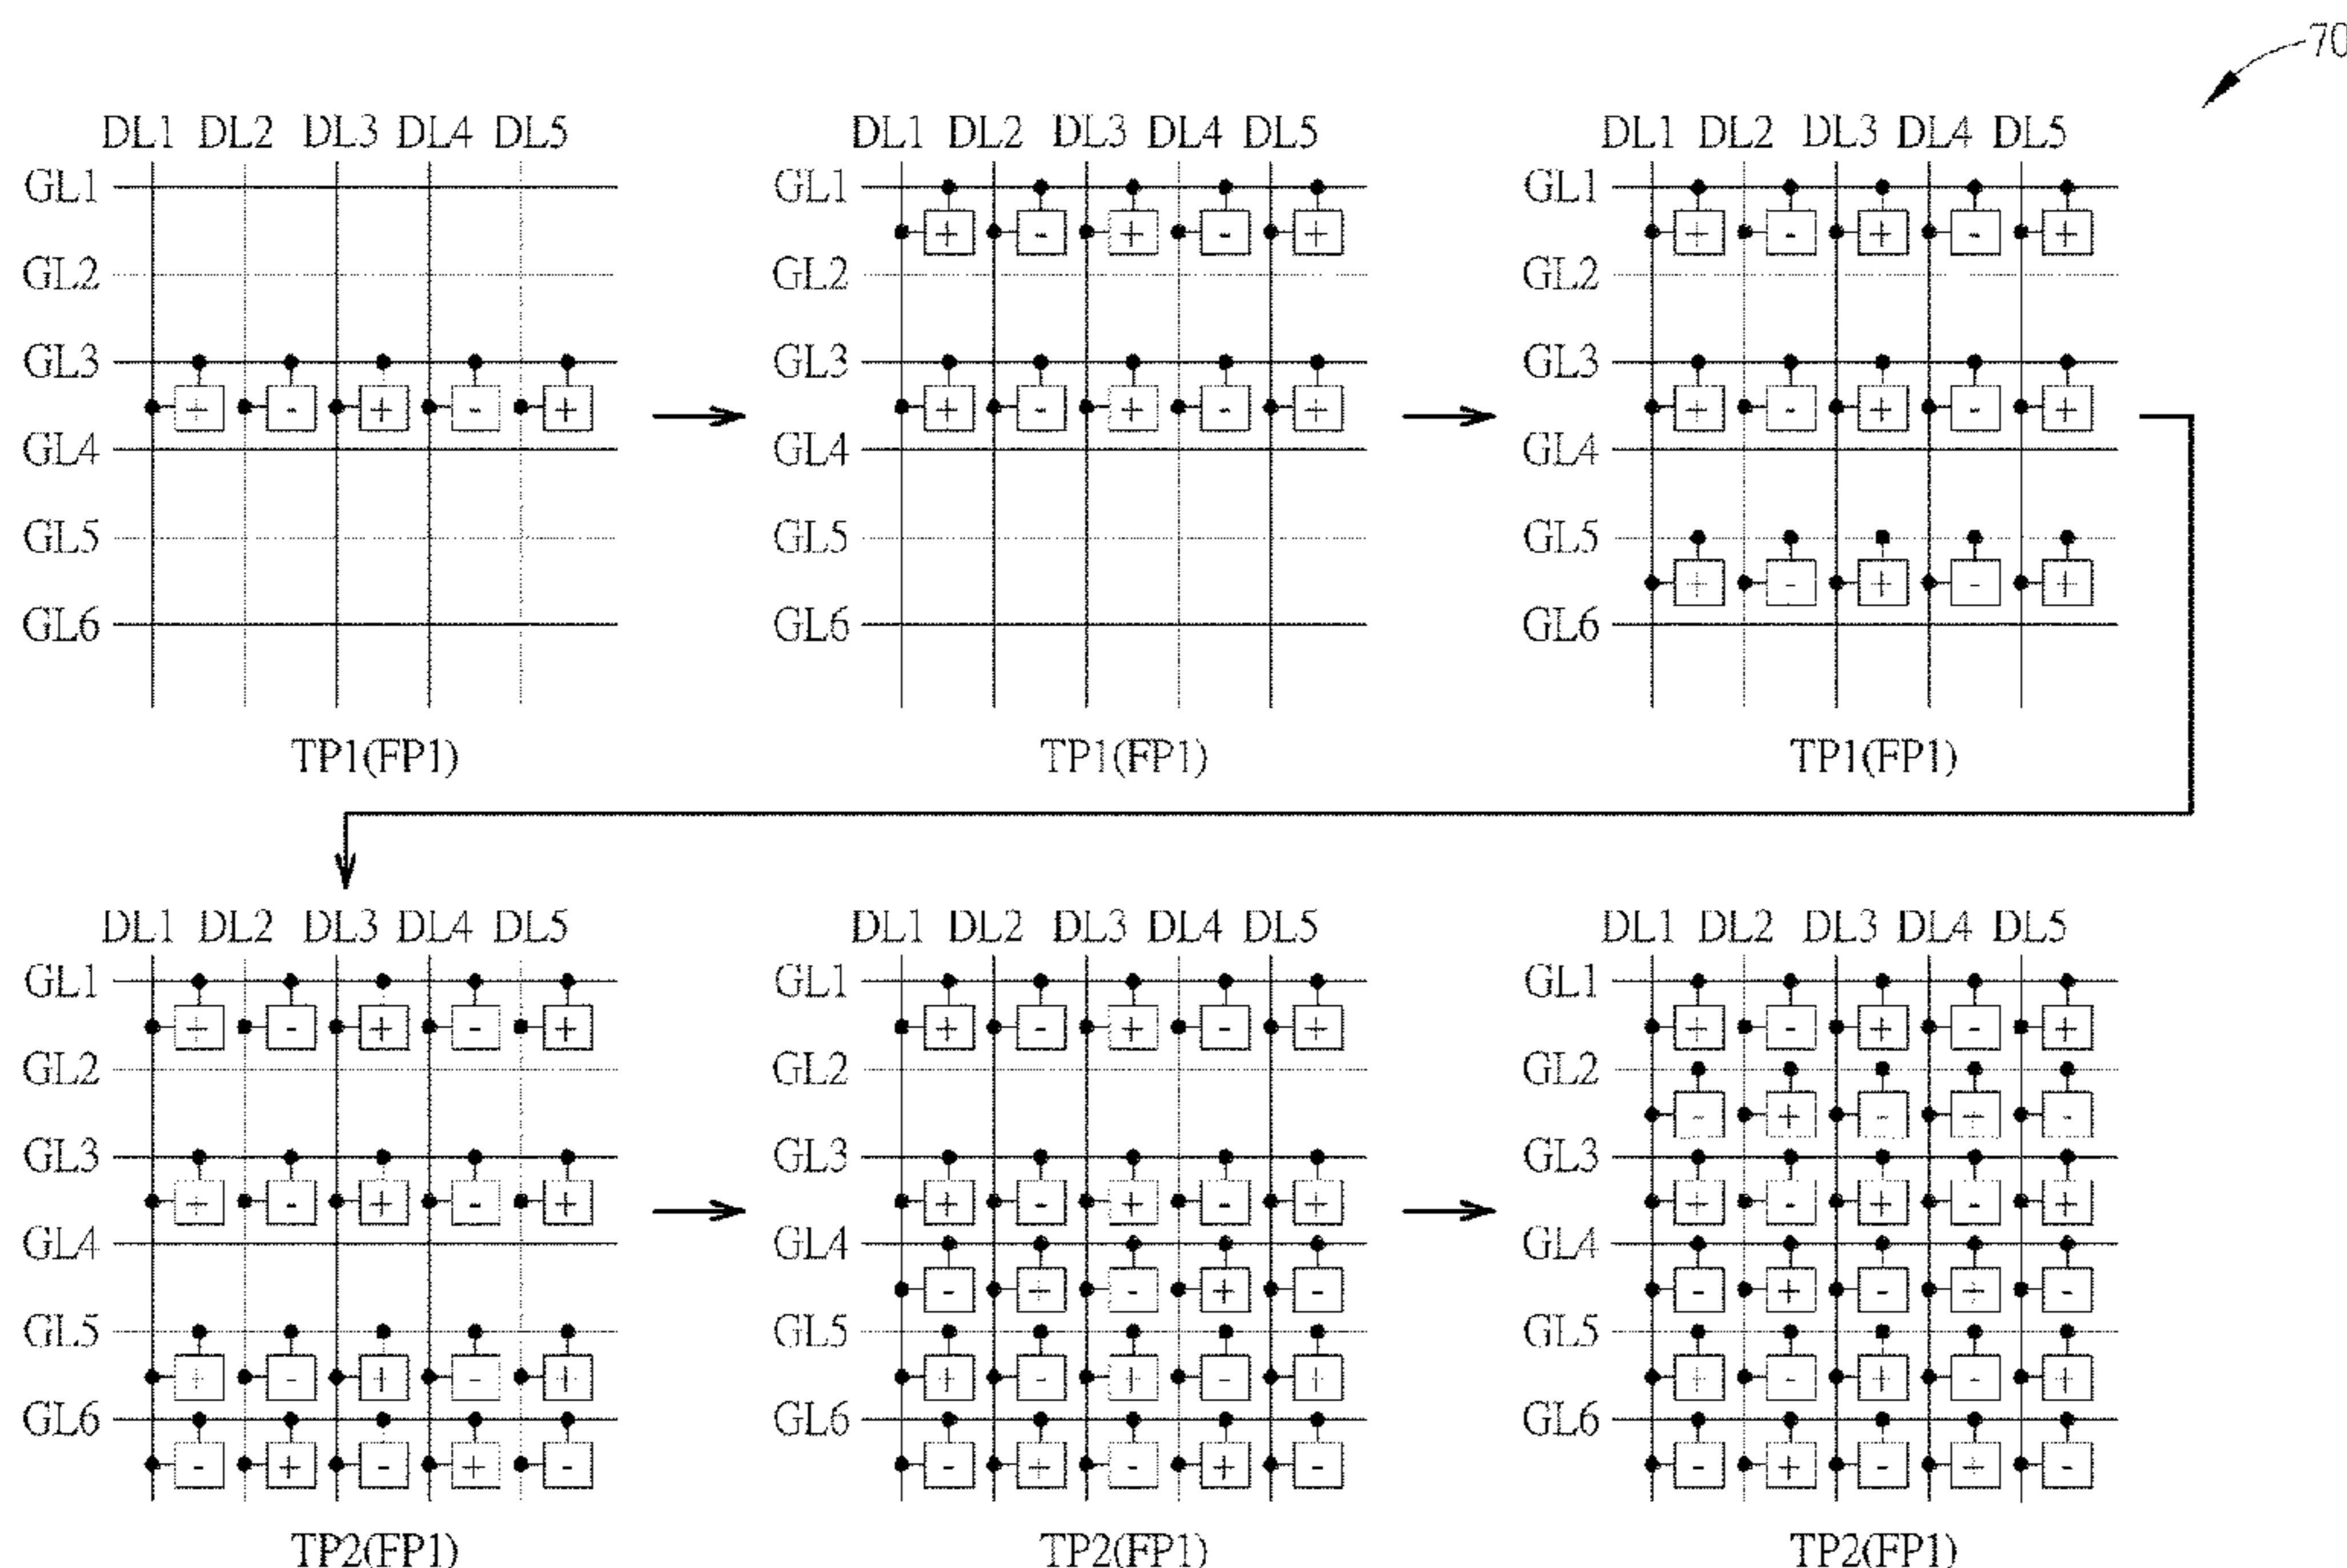 70
DL1 DL2 DL3 DL4 DL5
GL1
GL2
GL3
+ - + - +
GL4
GL5
GL6
TP1(FP1)
DL1 DL2 DL3 DL4 DL5
GL1
+ - + - +
GL2
GL3
+ - + - +
GL4
GL5
GL6
TP1(FP1)
DL1 DL2 DL3 DL4 DL5
GL1
+ - + - +
GL2
GL3
+ - + - +
GL4
GL5
+ - + - +
GL6
TP1(FP1)
DL1 DL2 DL3 DL4 DL5
GL1
+ - + - +
GL2
GL3
+ - + - +
GL4
GL5
+ - + - +
GL6
- + - + -
TP2(FP1)
DL1 DL2 DL3 DL4 DL5
GL1
+ - + - +
GL2
GL3
+ - + - +
GL4
- + - + -
GL5
+ - + - +
GL6
- + - + -
TP2(FP1)
DL1 DL2 DL3 DL4 DL5
GL1
+ - + - +
GL2
- + - + -
GL3
+ - + - +
GL4
- + - + -
GL5
+ - + - +
GL6
- + - + -
TP2(FP1)